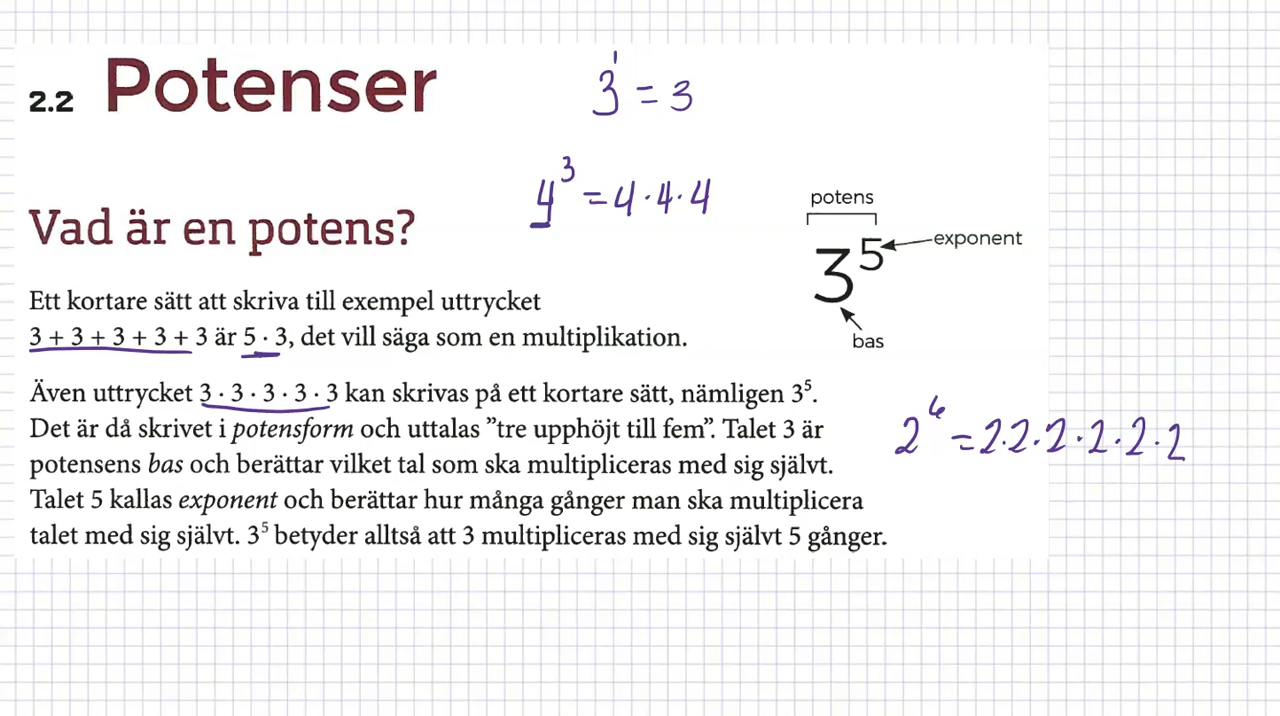 2.2 Potenser
3¹ = 3
4³ = 4 · 4 · 4
Vad är en potens?
potens
3⁵
exponent
bas
Ett kortare sätt att skriva till exempel uttrycket
3 + 3 + 3 + 3 + 3 är 5 · 3, det vill säga som en multiplikation.
Även uttrycket 3 · 3 · 3 · 3 · 3 kan skrivas på ett kortare sätt, nämligen 3⁵.
Det är då skrivet i potensform och uttalas ”tre upphöjt till fem”. Talet 3 är
potensens bas och berättar vilket tal som ska multipliceras med sig självt.
Talet 5 kallas exponent och berättar hur många gånger man ska multiplicera
talet med sig självt. 3⁵ betyder alltså att 3 multipliceras med sig självt 5 gånger.
2⁶ = 2 · 2 · 2 · 2 · 2 · 2